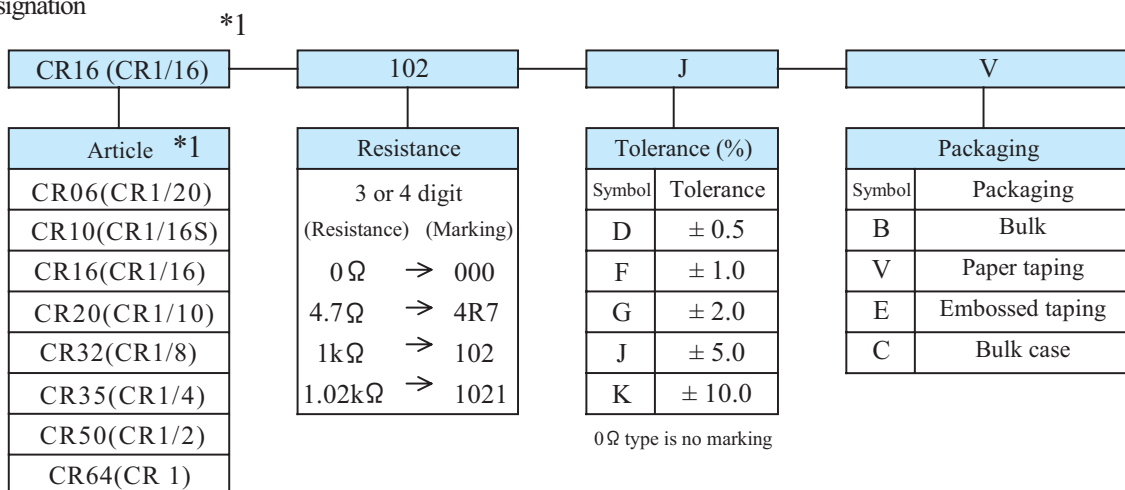 signation
*1
CR16 (CR1/16) 102 J V
Article *1
CR06(CR1/20)
CR10(CR1/16S)
CR16(CR1/16)
CR20(CR1/10)
CR32(CR1/8)
CR35(CR1/4)
CR50(CR1/2)
CR64(CR 1)
Resistance
3 or 4 digit
(Resistance) (Marking)
0Ω → 000
4.7Ω → 4R7
1kΩ → 102
1.02kΩ → 1021
Tolerance (%)
Symbol Tolerance
D ± 0.5
F ± 1.0
G ± 2.0
J ± 5.0
K ± 10.0
0Ω type is no marking
Packaging
Symbol Packaging
B Bulk
V Paper taping
E Embossed taping
C Bulk case